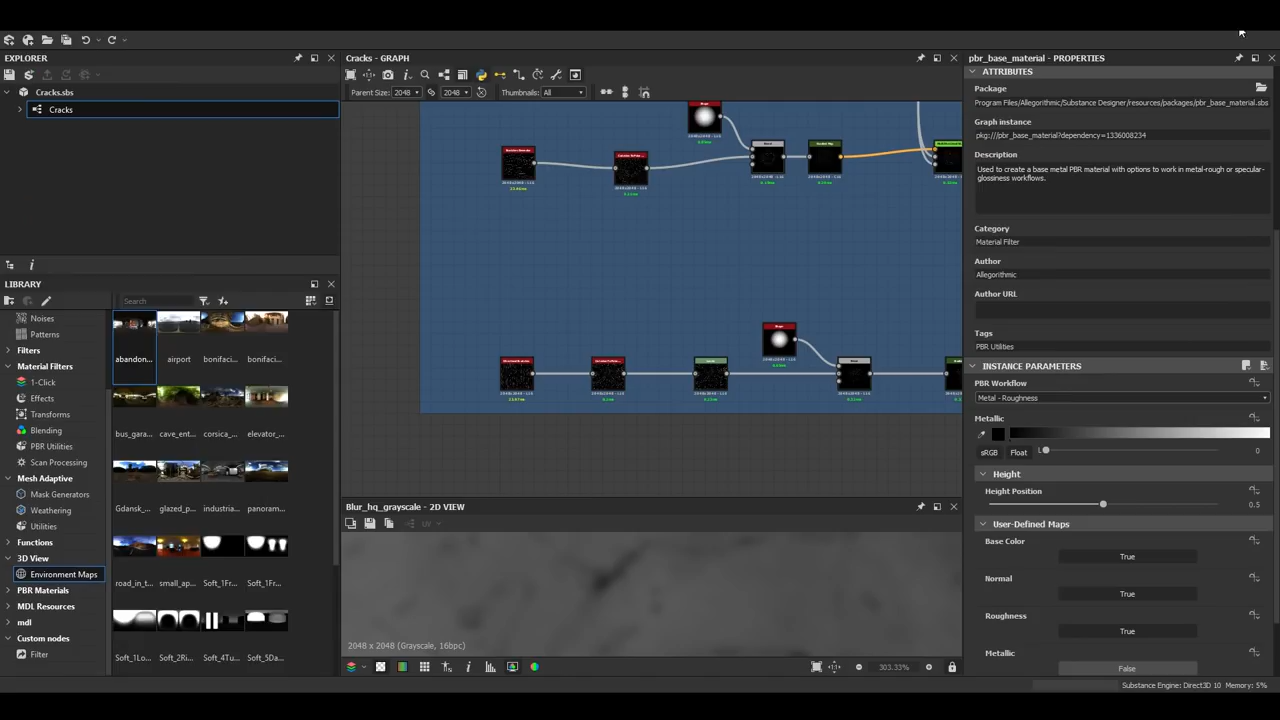 EXPLORER
Cracks.sbs
Cracks
LIBRARY
Search
Noises
Patterns
Filters
Material Filters
1-Click
Effects
Transforms
Blending
PBR Utilities
Scan Processing
Mesh Adaptive
Mask Generators
Weathering
Utilities
Functions
3D View
Environment Maps
PBR Materials
MDL Resources
mdl
Custom nodes
Filter
abandon... airport bonifaci... bonifaci...
bus_gara... cave_ent... corsica_... elevator_...
Gdansk_... glazed_p... industria... panoram...
road_in_t... small_ap... Soft_1Fr... Soft_1Fr...
Soft_1Lo... Soft_2Ri... Soft_4Tu... Soft_5Da...
Cracks - GRAPH
Parent Size: 2048 2048 Thumbnails: All
Blur_hq_grayscale - 2D VIEW
UV
2048 x 2048 (Grayscale, 16bpc)
303.33%
pbr_base_material - PROPERTIES
ATTRIBUTES
Package
Program Files/Allegorithmic/Substance Designer/resources/packages/pbr_base_material.sbs
Graph instance
pkg:///pbr_base_material?dependency=1336008234
Description
Used to create a base metal PBR material with options to work in metal-rough or specular-
glossiness workflows.
Category
Material Filter
Author
Allegorithmic
Author URL
Tags
PBR Utilities
INSTANCE PARAMETERS
PBR Workflow
Metal - Roughness
Metallic
sRGB Float L 0
Height
Height Position
0.5
User-Defined Maps
Base Color
True
Normal
True
Roughness
True
Metallic
False
Substance Engine: Direct3D 10 Memory: 5%